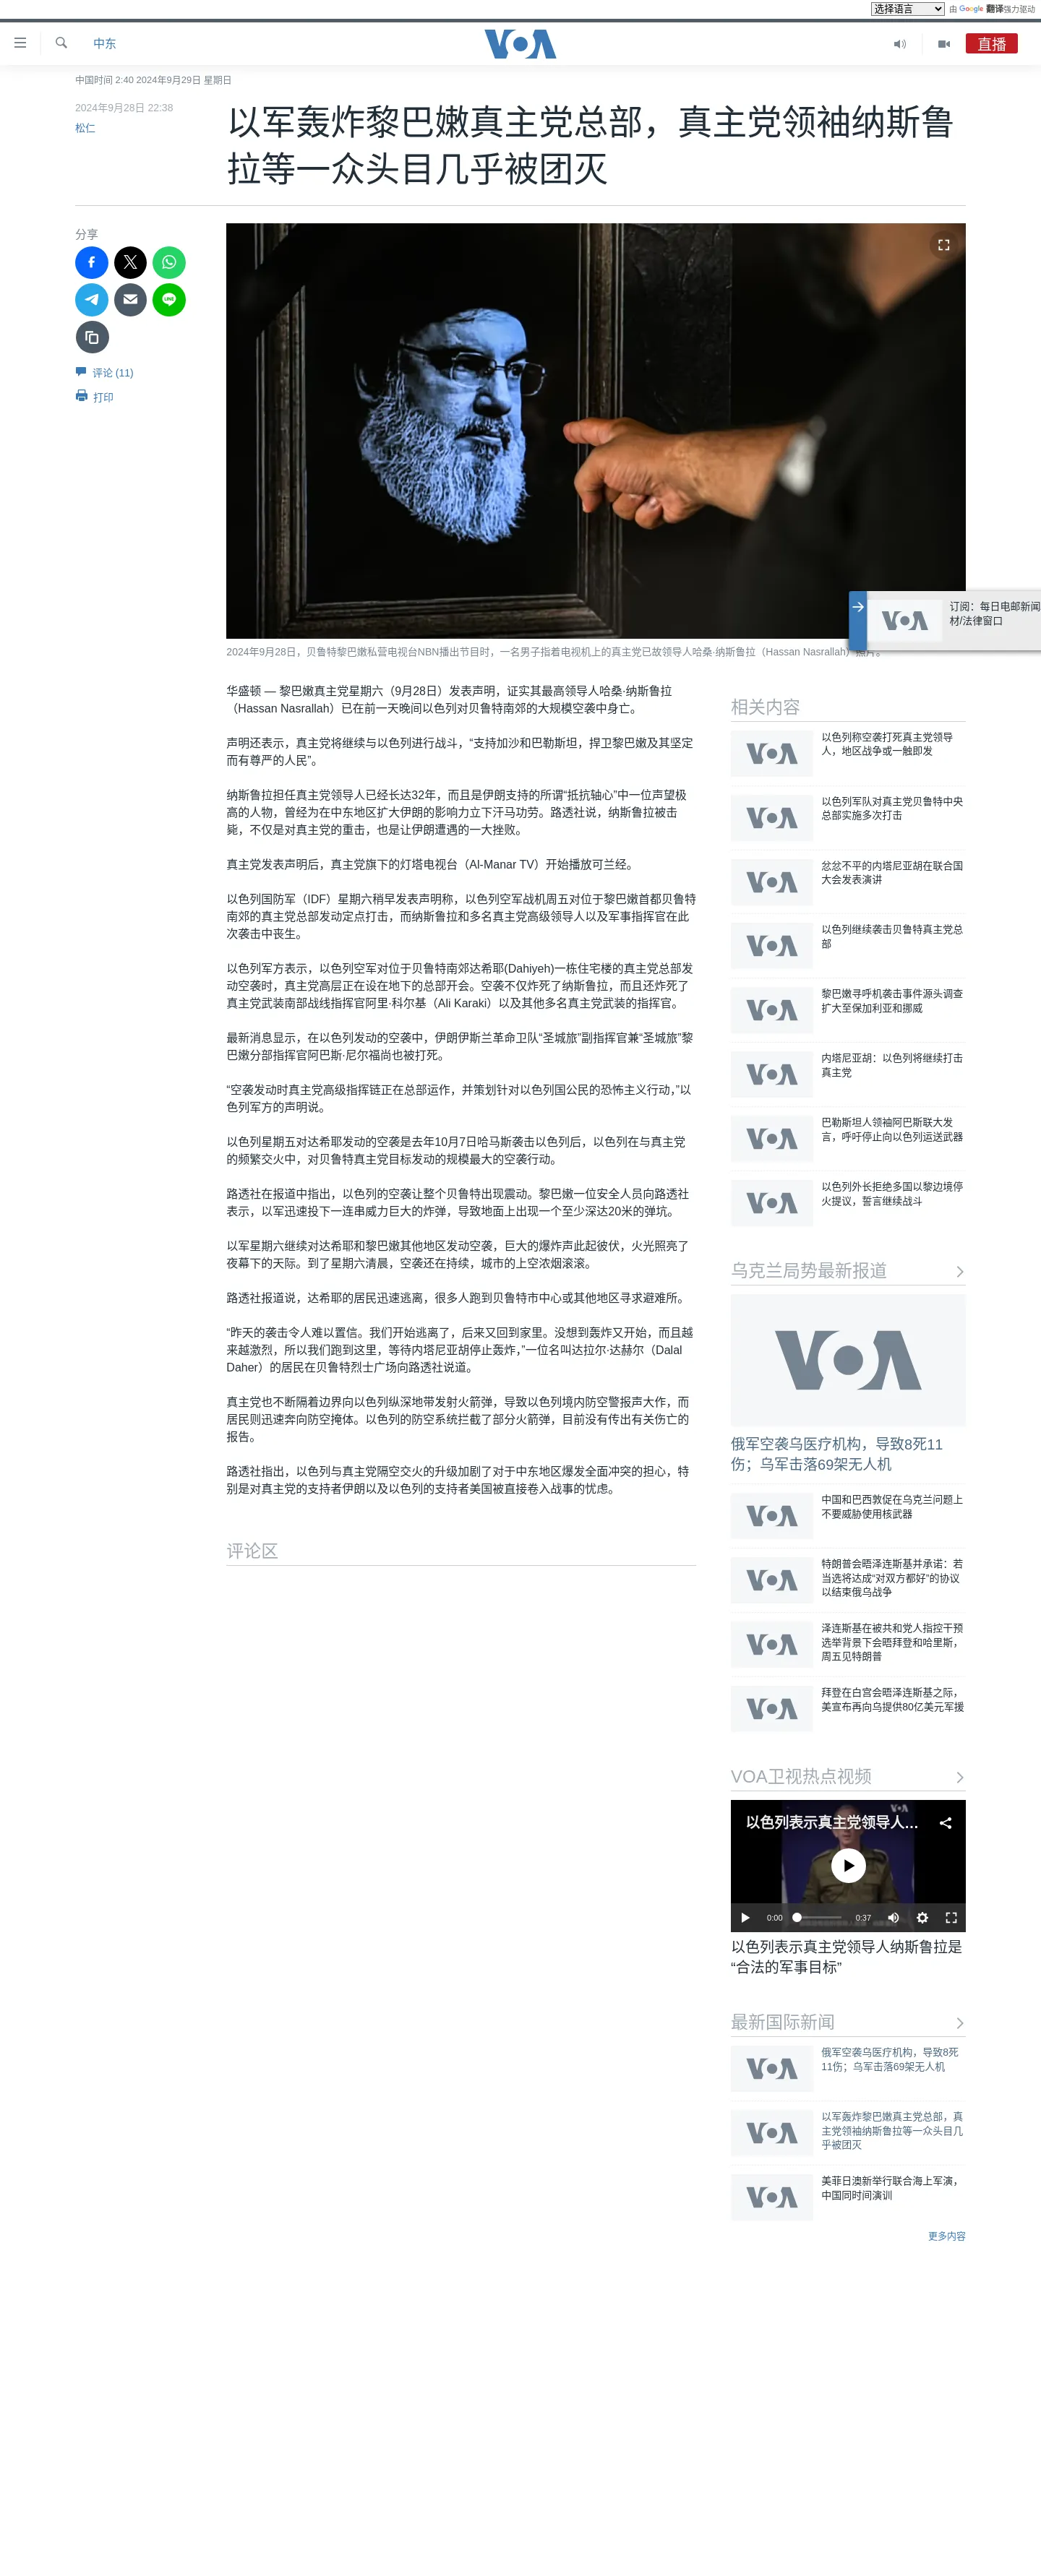 选择语言 由 Google 翻译强力驱动
中东
VOA
直播
中国时间 2:40 2024年9月29日 星期日
2024年9月28日 22:38
松仁
以军轰炸黎巴嫩真主党总部，真主党领袖纳斯鲁
拉等一众头目几乎被团灭
分享
评论 (11)
打印
订阅：每日电邮新闻
材/法律窗口
VOA
2024年9月28日，贝鲁特黎巴嫩私营电视台NBN播出节目时，一名男子指着电视机上的真主党已故领导人哈桑·纳斯鲁拉（Hassan Nasrallah）照片。
华盛顿 — 黎巴嫩真主党星期六（9月28日）发表声明，证实其最高领导人哈桑·纳斯鲁拉
（Hassan Nasrallah）已在前一天晚间以色列对贝鲁特南郊的大规模空袭中身亡。
声明还表示，真主党将继续与以色列进行战斗，“支持加沙和巴勒斯坦，捍卫黎巴嫩及其坚定
而有尊严的人民”。
纳斯鲁拉担任真主党领导人已经长达32年，而且是伊朗支持的所谓“抵抗轴心”中一位声望极
高的人物，曾经为在中东地区扩大伊朗的影响力立下汗马功劳。路透社说，纳斯鲁拉被击
毙，不仅是对真主党的重击，也是让伊朗遭遇的一大挫败。
真主党发表声明后，真主党旗下的灯塔电视台（Al-Manar TV）开始播放可兰经。
以色列国防军（IDF）星期六稍早发表声明称，以色列空军战机周五对位于黎巴嫩首都贝鲁特
南郊的真主党总部发动定点打击，而纳斯鲁拉和多名真主党高级领导人以及军事指挥官在此
次袭击中丧生。
以色列军方表示，以色列空军对位于贝鲁特南郊达希耶(Dahiyeh)一栋住宅楼的真主党总部发
动空袭时，真主党高层正在设在地下的总部开会。空袭不仅炸死了纳斯鲁拉，而且还炸死了
真主党武装南部战线指挥官阿里·科尔基（Ali Karaki）以及其他多名真主党武装的指挥官。
最新消息显示，在以色列发动的空袭中，伊朗伊斯兰革命卫队“圣城旅”副指挥官兼“圣城旅”黎
巴嫩分部指挥官阿巴斯·尼尔福尚也被打死。
“空袭发动时真主党高级指挥链正在总部运作，并策划针对以色列国公民的恐怖主义行动，”以
色列军方的声明说。
以色列星期五对达希耶发动的空袭是去年10月7日哈马斯袭击以色列后，以色列在与真主党
的频繁交火中，对贝鲁特真主党目标发动的规模最大的空袭行动。
路透社在报道中指出，以色列的空袭让整个贝鲁特出现震动。黎巴嫩一位安全人员向路透社
表示，以军迅速投下一连串威力巨大的炸弹，导致地面上出现一个至少深达20米的弹坑。
以军星期六继续对达希耶和黎巴嫩其他地区发动空袭，巨大的爆炸声此起彼伏，火光照亮了
夜幕下的天际。到了星期六清晨，空袭还在持续，城市的上空浓烟滚滚。
路透社报道说，达希耶的居民迅速逃离，很多人跑到贝鲁特市中心或其他地区寻求避难所。
“昨天的袭击令人难以置信。我们开始逃离了，后来又回到家里。没想到轰炸又开始，而且越
来越激烈，所以我们跑到这里，等待内塔尼亚胡停止轰炸，”一位名叫达拉尔·达赫尔（Dalal
Daher）的居民在贝鲁特烈士广场向路透社说道。
真主党也不断隔着边界向以色列纵深地带发射火箭弹，导致以色列境内防空警报声大作，而
居民则迅速奔向防空掩体。以色列的防空系统拦截了部分火箭弹，目前没有传出有关伤亡的
报告。
路透社指出，以色列与真主党隔空交火的升级加剧了对于中东地区爆发全面冲突的担心，特
别是对真主党的支持者伊朗以及以色列的支持者美国被直接卷入战事的忧虑。
评论区
相关内容
VOA
以色列称空袭打死真主党领导
人，地区战争或一触即发
VOA
以色列军队对真主党贝鲁特中央
总部实施多次打击
VOA
忿忿不平的内塔尼亚胡在联合国
大会发表演讲
VOA
以色列继续袭击贝鲁特真主党总
部
VOA
黎巴嫩寻呼机袭击事件源头调查
扩大至保加利亚和挪威
VOA
内塔尼亚胡：以色列将继续打击
真主党
VOA
巴勒斯坦人领袖阿巴斯联大发
言，呼吁停止向以色列运送武器
VOA
以色列外长拒绝多国以黎边境停
火提议，誓言继续战斗
VOA
乌克兰局势最新报道
VOA
俄军空袭乌医疗机构，导致8死11
伤；乌军击落69架无人机
VOA
中国和巴西敦促在乌克兰问题上
不要威胁使用核武器
VOA
特朗普会晤泽连斯基并承诺：若
当选将达成“对双方都好”的协议
以结束俄乌战争
VOA
泽连斯基在被共和党人指控干预
选举背景下会晤拜登和哈里斯，
周五见特朗普
VOA
拜登在白宫会晤泽连斯基之际，
美宣布再向乌提供80亿美元军援
VOA卫视热点视频
VOA
以色列表示真主党领导人...
0:00 0:37
以色列表示真主党领导人纳斯鲁拉是
“合法的军事目标”
最新国际新闻
VOA
俄军空袭乌医疗机构，导致8死
11伤；乌军击落69架无人机
VOA
以军轰炸黎巴嫩真主党总部，真
主党领袖纳斯鲁拉等一众头目几
乎被团灭
VOA
美菲日澳新举行联合海上军演，
中国同时间演训
更多内容